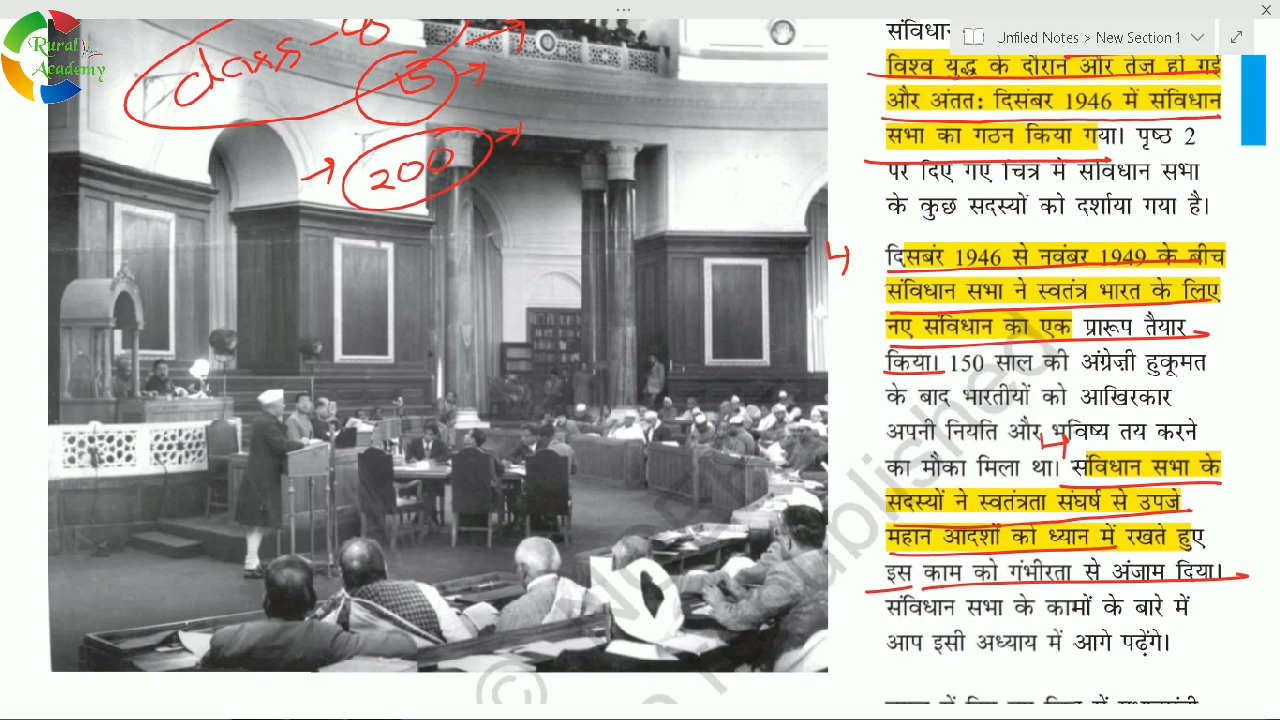 Rural
Academy
class - 8
15
200
संविधान
Unfiled Notes > New Section 1
विश्व युद्ध के दौरान और तेज हो गई
और अंततः दिसंबर 1946 में संविधान
सभा का गठन किया गया। पृष्ठ 2
पर दिए गए चित्र में संविधान सभा
के कुछ सदस्यों को दर्शाया गया है।
दिसबंर 1946 से नवंबर 1949 के बीच
संविधान सभा ने स्वतंत्र भारत के लिए
नए संविधान का एक प्रारूप तैयार
किया। 150 साल की अंग्रेज़ी हुकूमत
के बाद भारतीयों को आखिरकार
अपनी नियति और भविष्य तय करने
का मौका मिला था। संविधान सभा के
सदस्यों ने स्वतंत्रता संघर्ष से उपजे
महान आदर्शों को ध्यान में रखते हुए
इस काम को गंभीरता से अंजाम दिया।
संविधान सभा के कामों के बारे में
आप इसी अध्याय में आगे पढ़ेंगे।